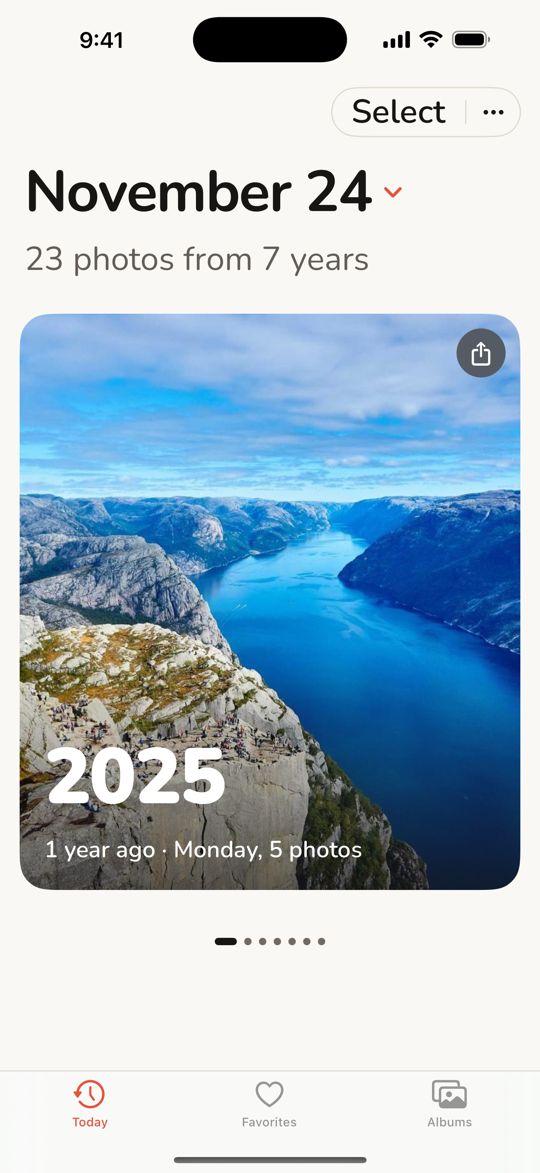 9:41
Select
November 24
23 photos from 7 years
2025
1 year ago · Monday, 5 photos
Today
Favorites
Albums